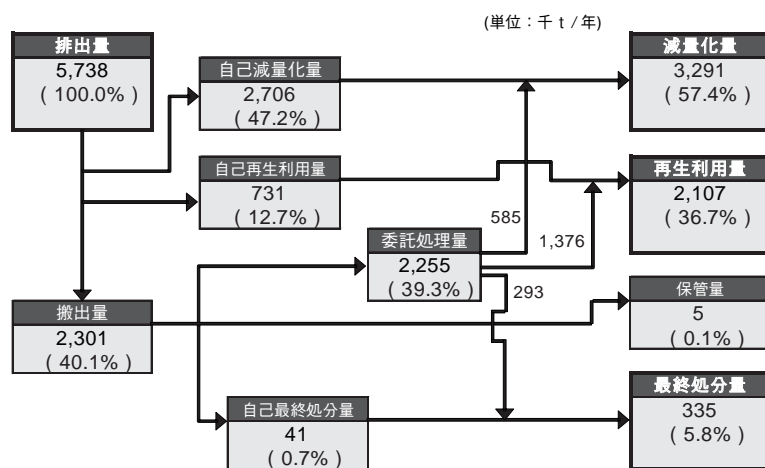 (単位：千ｔ/年)
排出量
5,738
(100.0%)
自己減量化量
2,706
(47.2%)
減量化量
3,291
(57.4%)
自己再生利用量
731
(12.7%)
再生利用量
2,107
(36.7%)
585
1,376
委託処理量
2,255
(39.3%)
293
搬出量
2,301
(40.1%)
保管量
5
(0.1%)
自己最終処分量
41
(0.7%)
最終処分量
335
(5.8%)